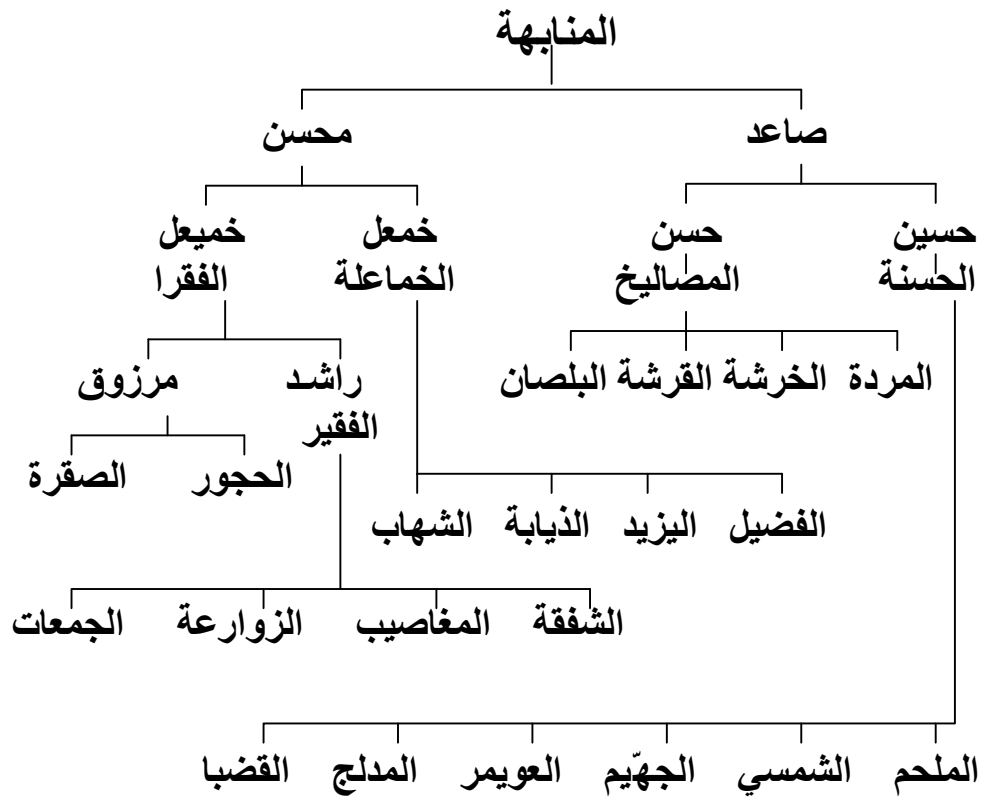 المنابهة
صاعد محسن
حسين حسن خمعل خميعل
الحسنة المصاليخ الخماعلة الفقرا
المردة الخرشة القرشة البلصان راشد مرزوق
الفقير
الحجور الصقرة
الفضيل اليزيد الذيابة الشهاب
الشفقة المغاصيب الزوارعة الجمعات
الملحم الشمسي الجهّيم العويمر المدلج القضبا